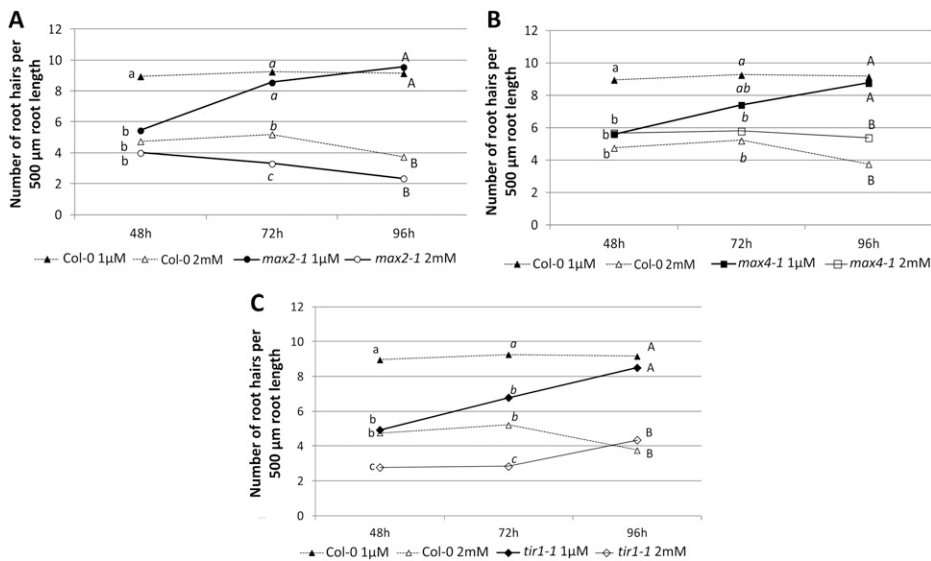 A
Number of root hairs per
500 µm root length
12
10
8
6
4
2
0
a
a
A
A
a
b
b
b
b
B
c
B
48h
72h
96h
Col-0 1µM
Col-0 2mM
max2-1 1µM
max2-1 2mM
B
Number of root hairs per
500 µm root length
12
10
8
6
4
2
0
a
a
A
ab
A
b
b
b
B
b
b
B
48h
72h
96h
Col-0 1µM
Col-0 2mM
max4-1 1µM
max4-1 2mM
C
Number of root hairs per
500 µm root length
12
10
8
6
4
2
0
a
a
A
A
b
b
b
b
B
B
c
c
48h
72h
96h
Col-0 1µM
Col-0 2mM
tir1-1 1µM
tir1-1 2mM